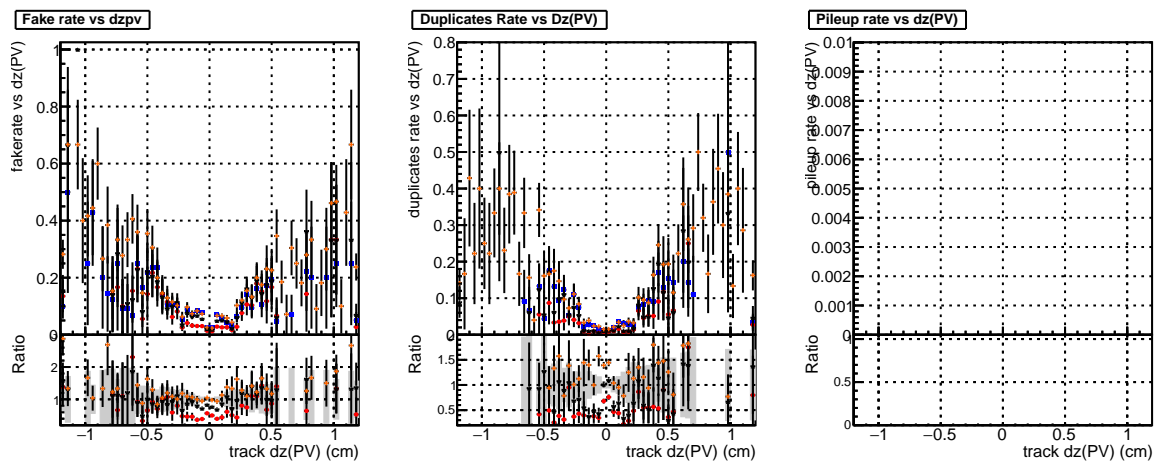 Fake rate vs dzpv
fakerate vs dz(PV)
1
0.8
0.6
0.4
0.2
0
Ratio
2
1
−1 −0.5 0 0.5 1
track dz(PV) (cm)
Duplicates Rate vs Dz(PV)
duplicates rate vs dz(PV)
0.8
0.7
0.6
0.5
0.4
0.3
0.2
0.1
0
Ratio
1.5
1
0.5
−1 −0.5 0 0.5 1
track dz(PV) (cm)
Pileup rate vs dz(PV)
pileup rate vs dz(PV)
0.01
0.009
0.008
0.007
0.006
0.005
0.004
0.003
0.002
0.001
0
Ratio
1
0.5
0
−1 −0.5 0 0.5 1
track dz(PV) (cm)